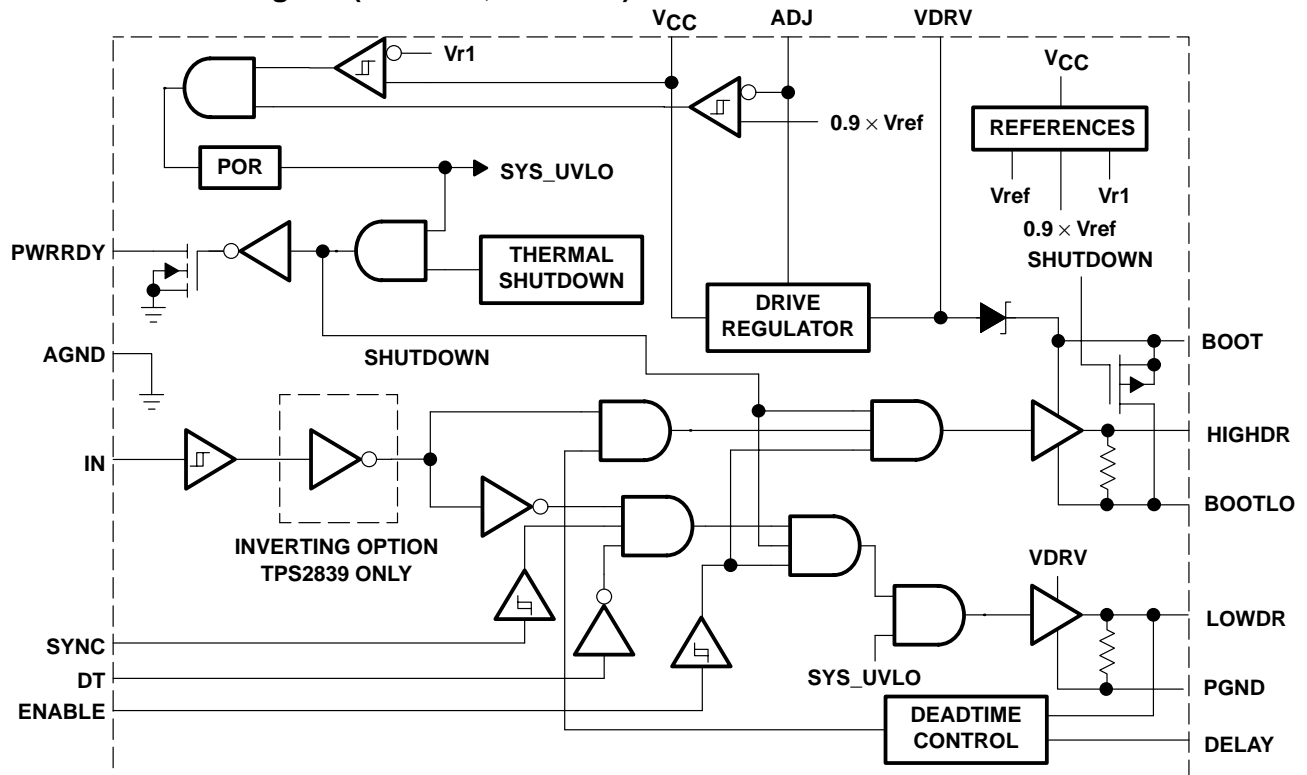 VCC ADJ VDRV
Vr1
VCC
0.9 × Vref
REFERENCES
POR
SYS_UVLO
Vref Vr1
0.9 × Vref
PWRRDY
THERMAL
SHUTDOWN
SHUTDOWN
DRIVE
REGULATOR
AGND
SHUTDOWN
BOOT
IN
HIGHDR
BOOTLO
INVERTING OPTION
TPS2839 ONLY
VDRV
SYNC
LOWDR
DT
SYS_UVLO
PGND
ENABLE
DEADTIME
CONTROL
DELAY